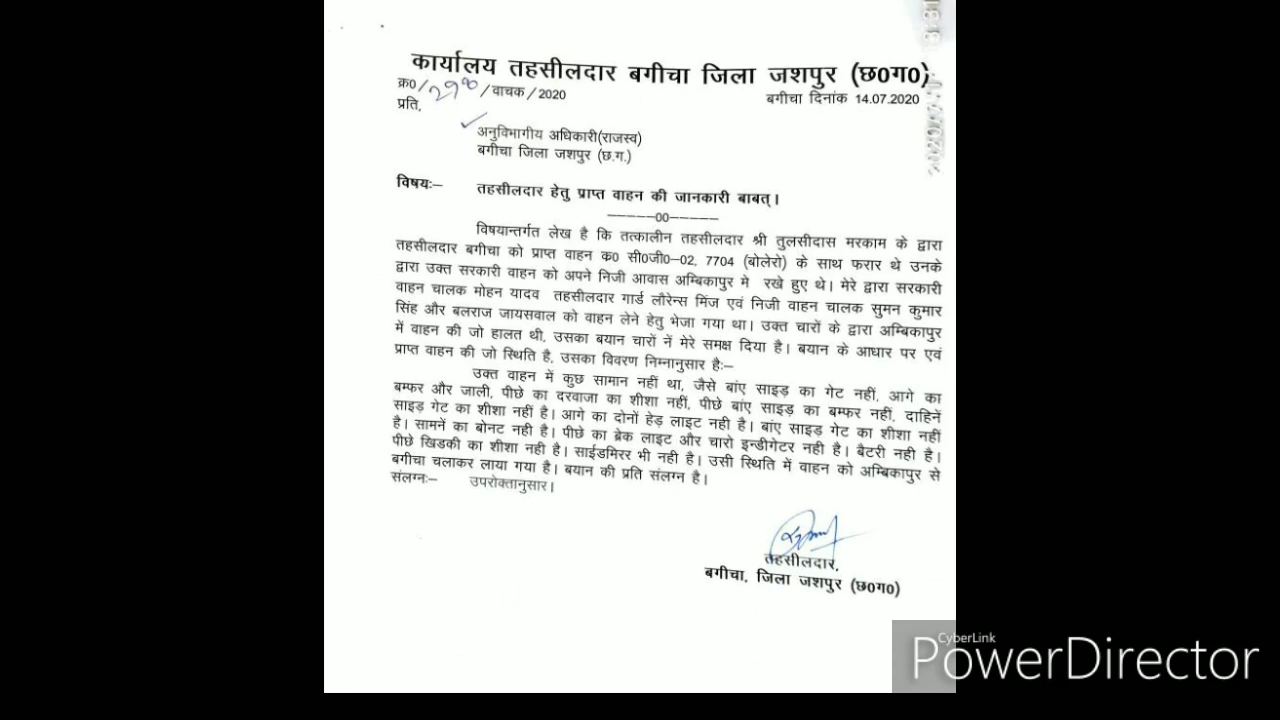 कार्यालय तहसीलदार बगीचा जिला जशपुर (छ0ग0)
क्र0/298/वाचक/2020
बगीचा दिनांक 14.07.2020
प्रति,
अनुविभागीय अधिकारी(राजस्व)
बगीचा जिला जशपुर (छ.ग.)
विषयः– तहसीलदार हेतु प्राप्त वाहन की जानकारी बाबत्।
–––––00–––––
विषयान्तर्गत लेख है कि तत्कालीन तहसीलदार श्री तुलसीदास मरकाम के द्वारा
तहसीलदार बगीचा को प्राप्त वाहन क0 सी0जी0–02, 7704 (बोलेरो) के साथ फरार थे उनके
द्वारा उक्त सरकारी वाहन को अपने निजी आवास अम्बिकापुर मे रखे हुए थे। मेरे द्वारा सरकारी
वाहन चालक मोहन यादव तहसीलदार गार्ड लौरेन्स मिंज एवं निजी वाहन चालक सुमन कुमार
सिंह और बलराज जायसवाल को वाहन लेने हेतु भेजा गया था। उक्त चारों के द्वारा अम्बिकापुर
में वाहन की जो हालत थी, उसका बयान चारों नें मेरे समक्ष दिया है। बयान के आधार पर एवं
प्राप्त वाहन की जो स्थिति है, उसका विवरण निम्नानुसार हैः–
उक्त वाहन में कुछ सामान नहीं था, जैसे बांए साइड़ का गेट नहीं, आगे का
बम्फर और जाली, पीछे का दरवाजा का शीशा नहीं, पीछे बांए साइड़ का बम्फर नहीं, दाहिनें
साइड़ गेट का शीशा नहीं है। आगे का दोनों हेड़ लाइट नही है। बांए साइड़ गेट का शीशा नहीं
है। सामनें का बोनट नही है। पीछे का ब्रेक लाइट और चारो इन्डीगेटर नही है। बैटरी नही है।
पीछे खिडकी का शीशा नही है। साईडमिरर भी नही है। उसी स्थिति में वाहन को अम्बिकापुर से
बगीचा चलाकर लाया गया है। बयान की प्रति संलग्न है।
संलग्नः– उपरोक्तानुसार।
तहसीलदार,
बगीचा, जिला जशपुर (छ0ग0)
CyberLink
PowerDirector